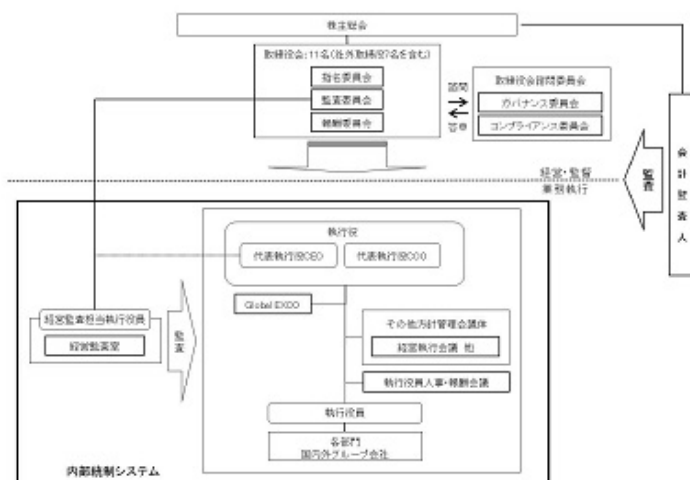 株主総会
取締役会:11名(社外取締役7名を含む)
指名委員会
監査委員会
報酬委員会
諮問
答申
取締役会諮問委員会
ガバナンス委員会
コンプライアンス委員会
会計監査人
監査
経営・監督
業務執行
執行役
代表執行役CEO
代表執行役COO
Global EXCO
その他方針管理会議体
経営執行会議 他
執行役員人事・報酬会議
経営監査担当執行役員
経営監査室
監査
執行役員
各部門
国内外グループ会社
内部統制システム